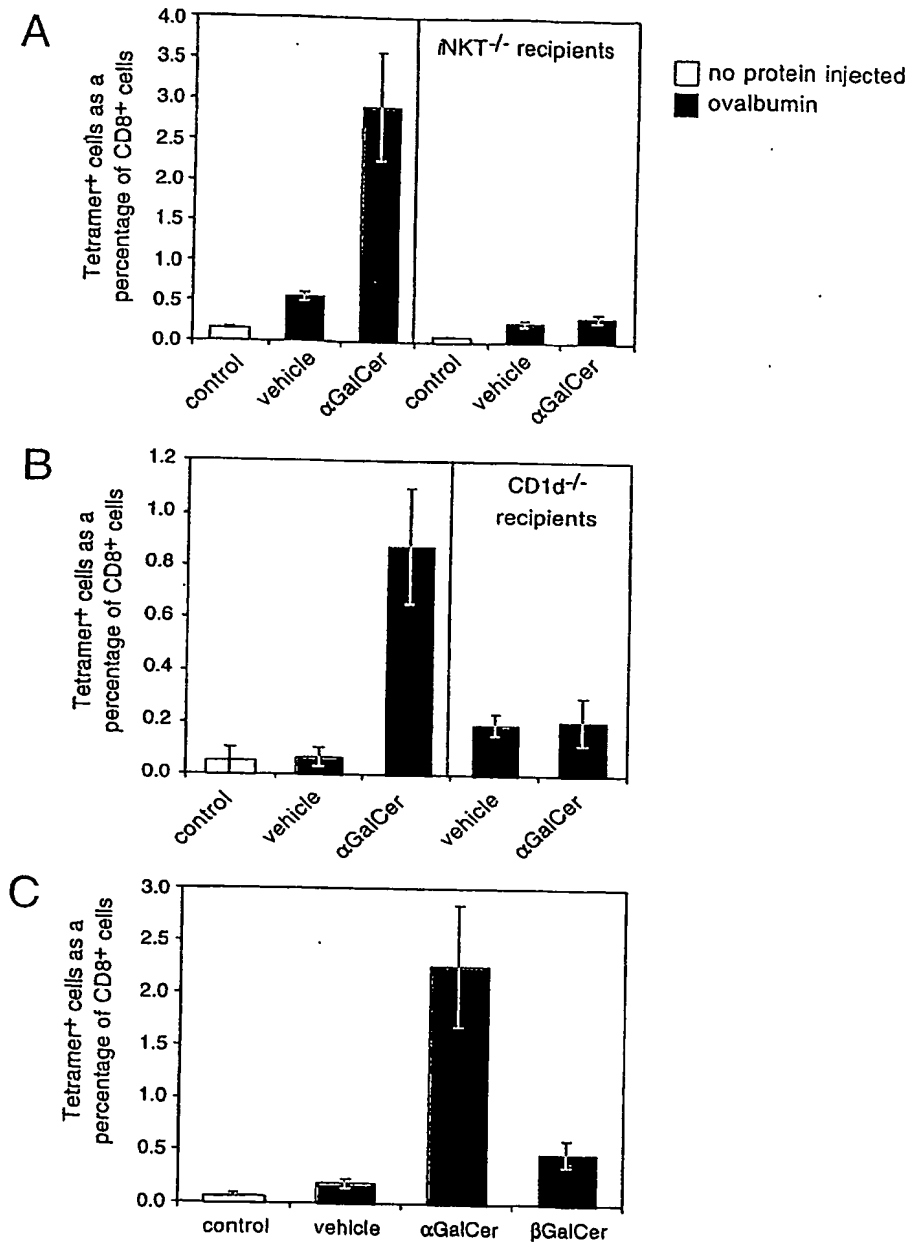 A
Tetramer+ cells as a
percentage of CD8+ cells
4.0
3.5
3.0
2.5
2.0
1.5
1.0
0.5
0.0
iNKT-/- recipients
no protein injected
ovalbumin
control
vehicle
αGalCer
control
vehicle
αGalCer
B
Tetramer+ cells as a
percentage of CD8+ cells
1.2
1.0
0.8
0.6
0.4
0.2
0.0
CD1d-/-
recipients
control
vehicle
αGalCer
vehicle
αGalCer
C
Tetramer+ cells as a
percentage of CD8+ cells
3.0
2.5
2.0
1.5
1.0
0.5
0.0
control
vehicle
αGalCer
βGalCer